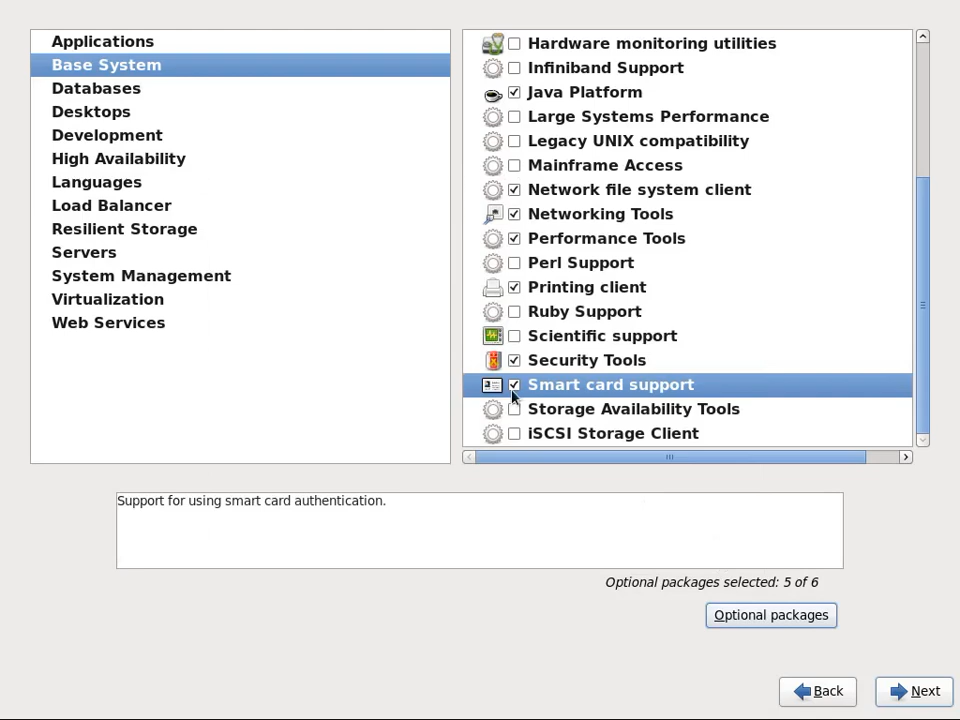 Applications
Base System
Databases
Desktops
Development
High Availability
Languages
Load Balancer
Resilient Storage
Servers
System Management
Virtualization
Web Services
Hardware monitoring utilities
Infiniband Support
Java Platform
Large Systems Performance
Legacy UNIX compatibility
Mainframe Access
Network file system client
Networking Tools
Performance Tools
Perl Support
Printing client
Ruby Support
Scientific support
Security Tools
Smart card support
Storage Availability Tools
iSCSI Storage Client
Support for using smart card authentication.
Optional packages selected: 5 of 6
Optional packages
Back
Next